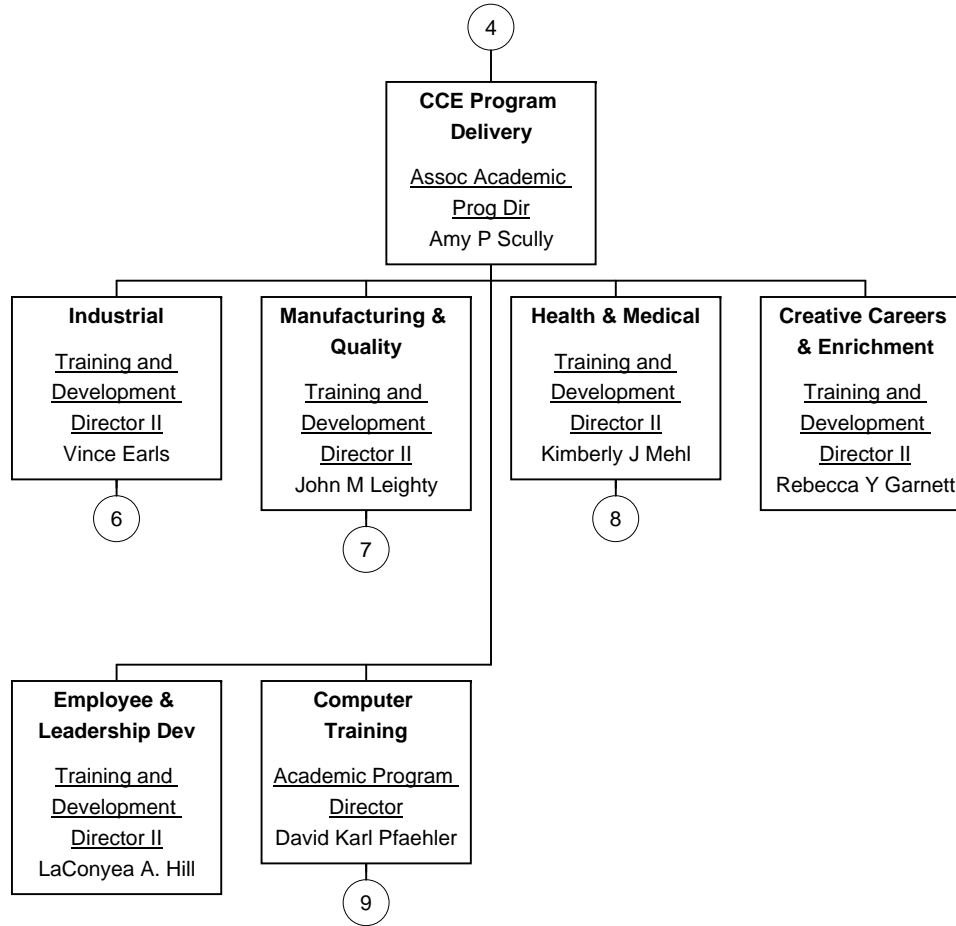 4
CCE Program
Delivery
Assoc Academic
Prog Dir
Amy P Scully
Industrial
Training and
Development
Director II
Vince Earls
6
Manufacturing &
Quality
Training and
Development
Director II
John M Leighty
7
Health & Medical
Training and
Development
Director II
Kimberly J Mehl
8
Creative Careers
& Enrichment
Training and
Development
Director II
Rebecca Y Garnett
Employee &
Leadership Dev
Training and
Development
Director II
LaConyea A. Hill
Computer
Training
Academic Program
Director
David Karl Pfaehler
9